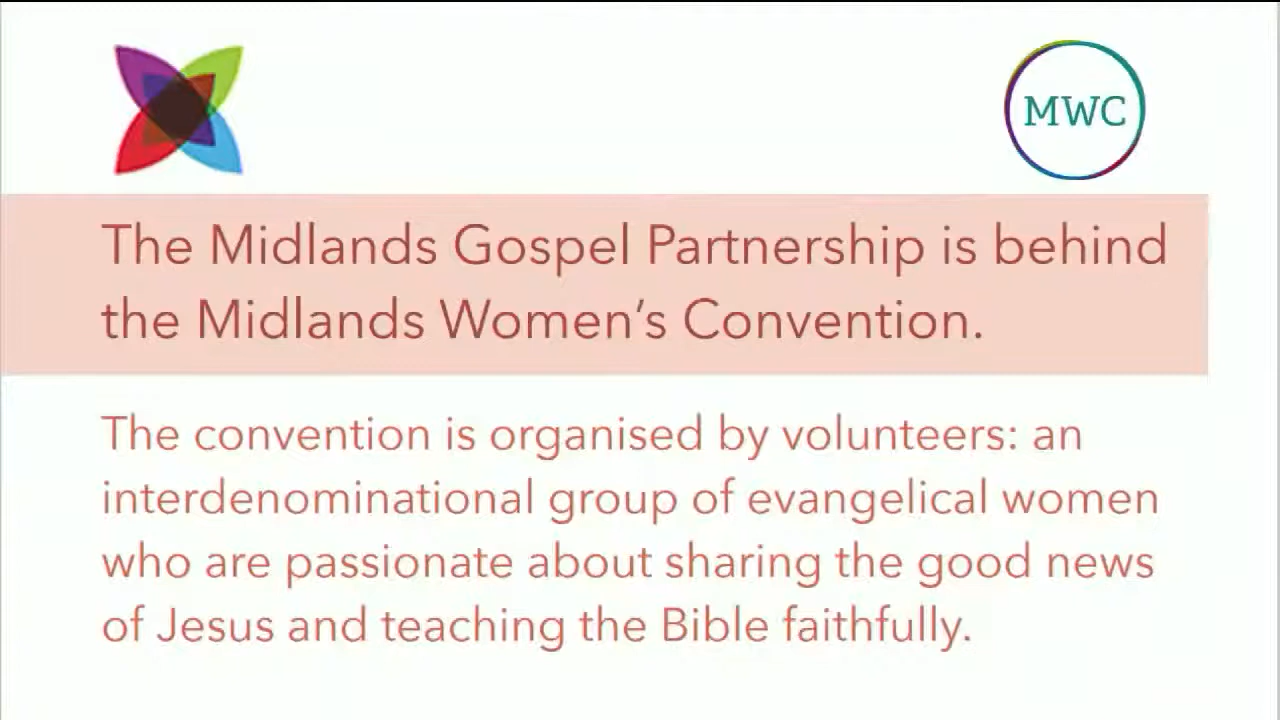 MWC
The Midlands Gospel Partnership is behind
the Midlands Women’s Convention.
The convention is organised by volunteers: an
interdenominational group of evangelical women
who are passionate about sharing the good news
of Jesus and teaching the Bible faithfully.